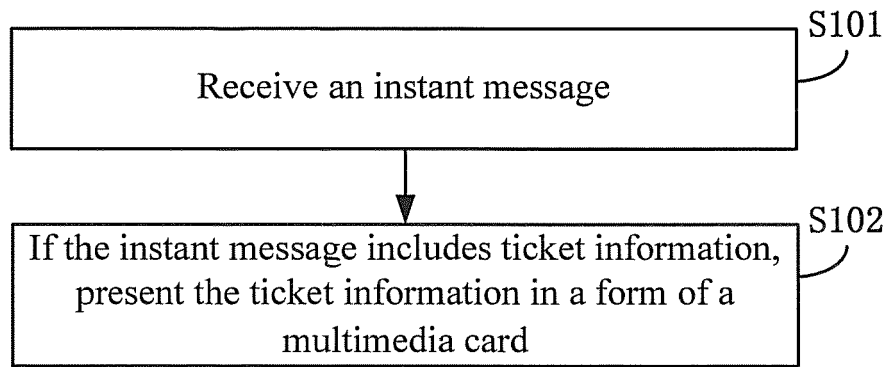 S101
Receive an instant message
S102
If the instant message includes ticket information,
present the ticket information in a form of a
multimedia card